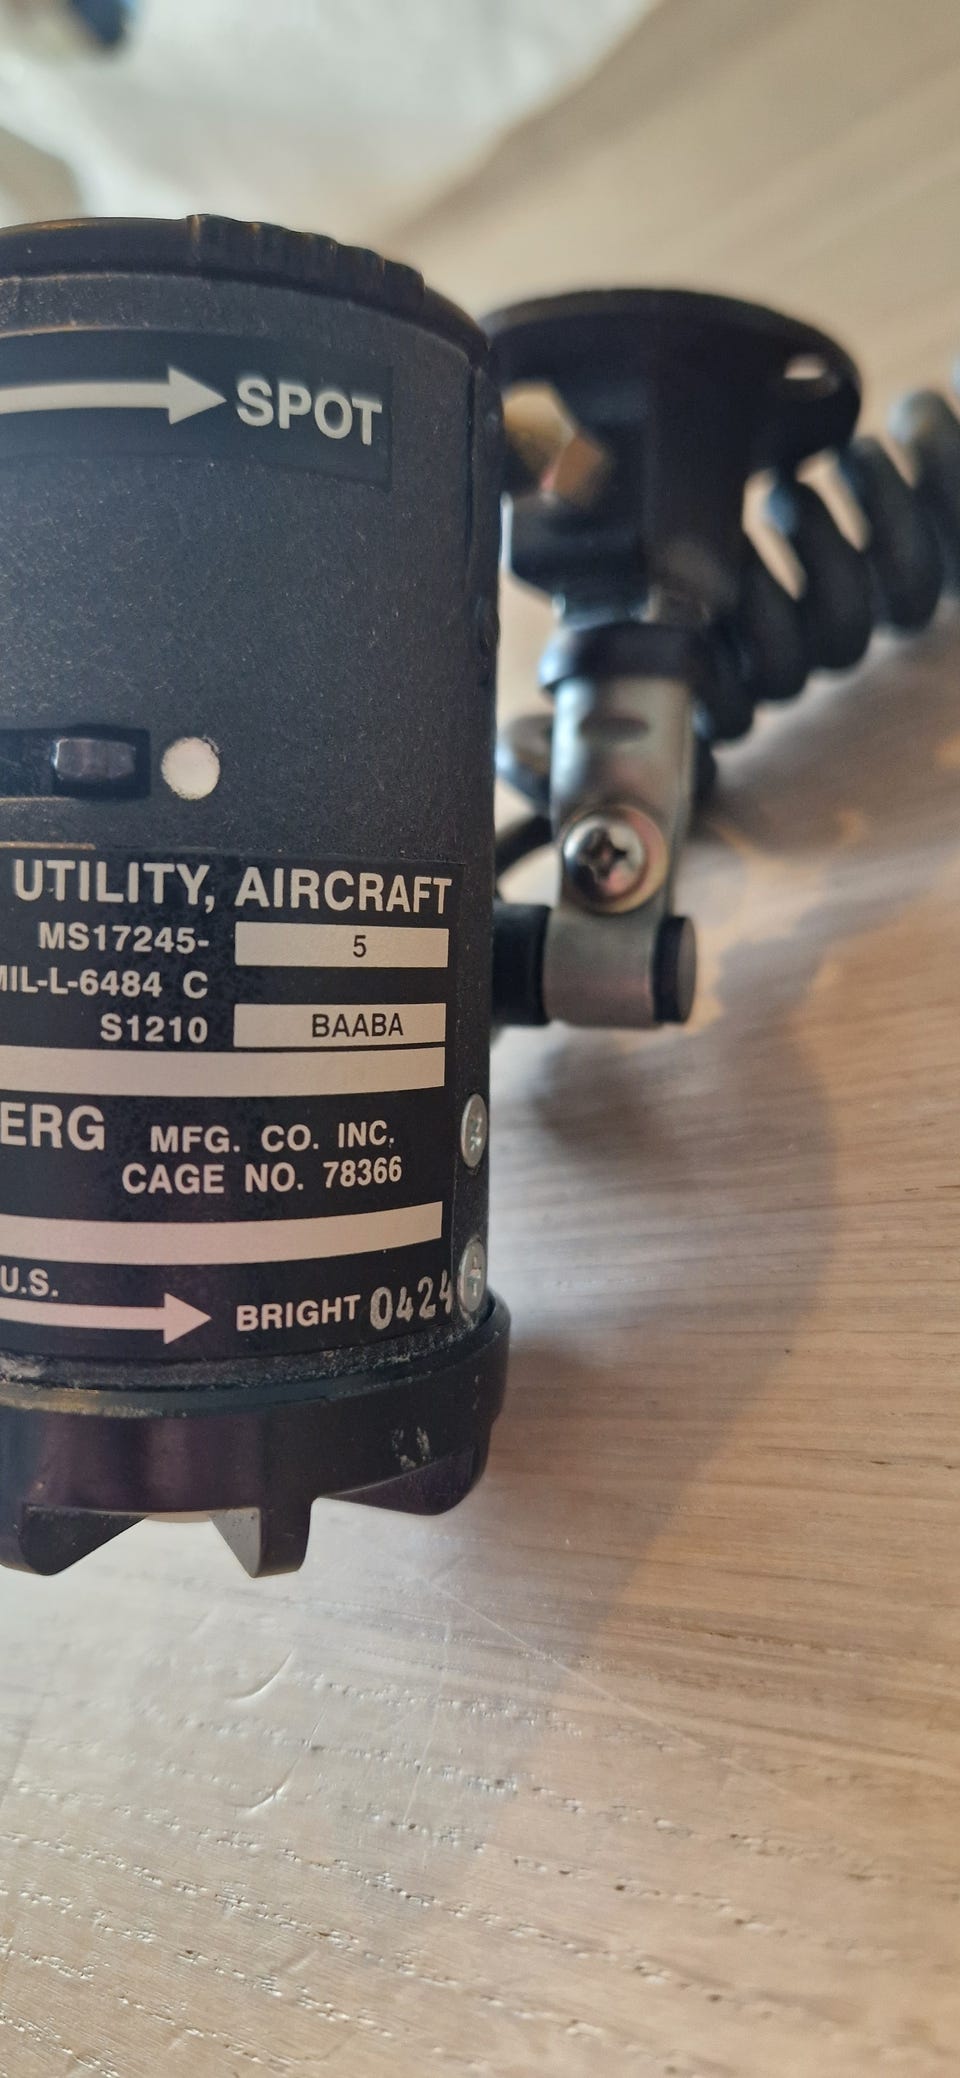 SPOT
UTILITY, AIRCRAFT
MS17245- 5
MIL-L-6484 C
S1210 BAABA
ERG MFG. CO. INC.
CAGE NO. 78366
U.S.
BRIGHT 0424